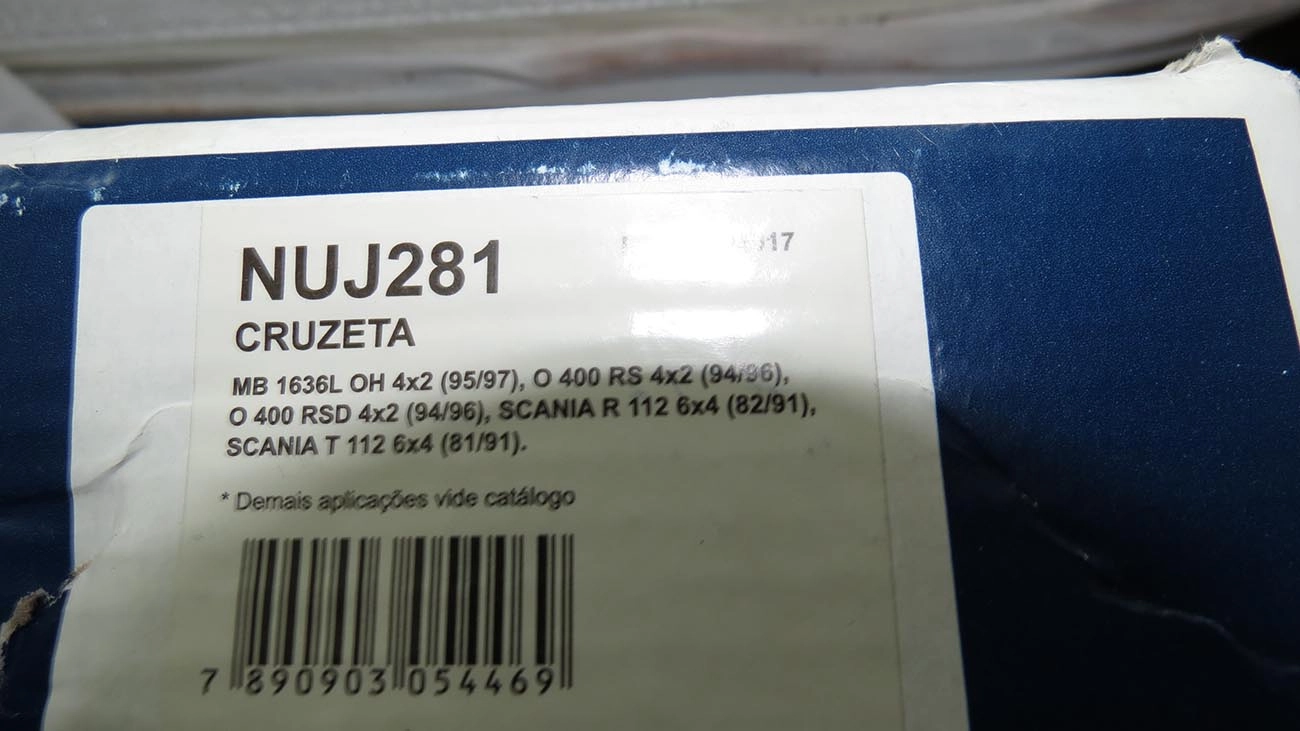 NUJ281
CRUZETA
MB 1636L OH 4x2 (95/97), O 400 RS 4x2 (94/96),
O 400 RSD 4x2 (94/96), SCANIA R 112 6x4 (82/91),
SCANIA T 112 6x4 (81/91).
* Demais aplicações vide catálogo
7 890903 054469